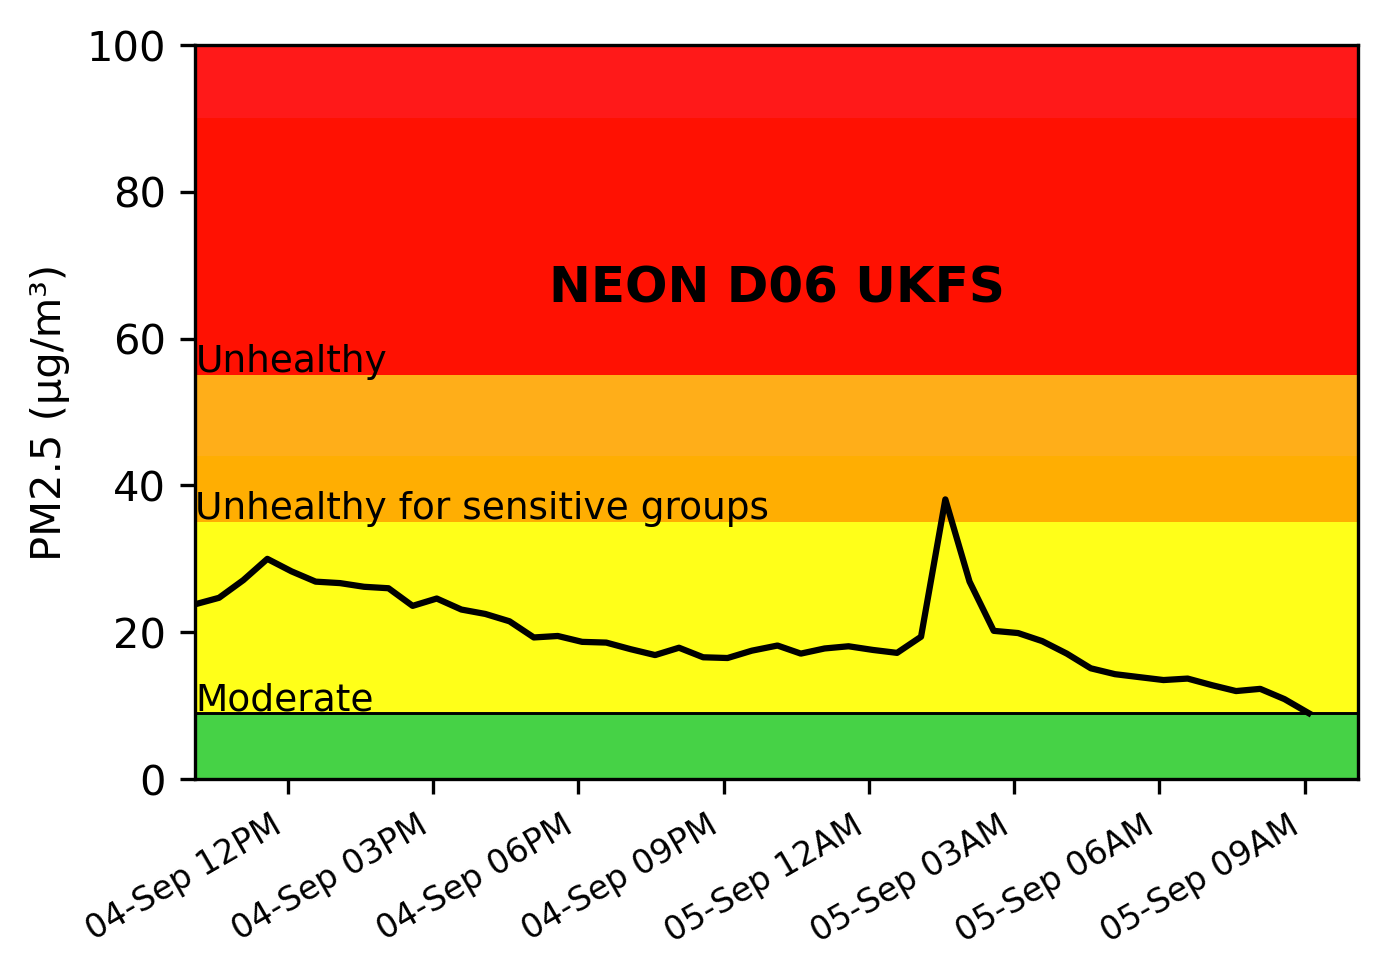 100
80
60
40
20
0
PM2.5 (µg/m³)
NEON D06 UKFS
Unhealthy
Unhealthy for sensitive groups
Moderate
04-Sep 12PM
04-Sep 03PM
04-Sep 06PM
04-Sep 09PM
05-Sep 12AM
05-Sep 03AM
05-Sep 06AM
05-Sep 09AM